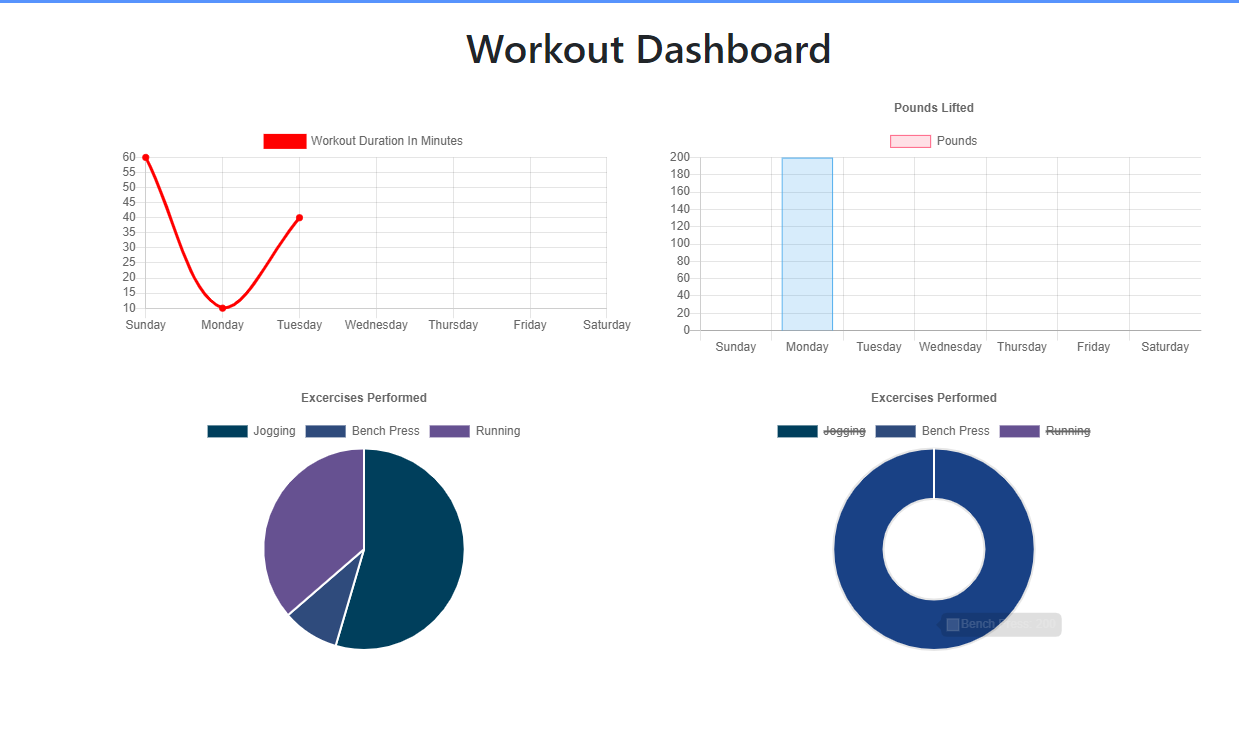 Workout Dashboard
Workout Duration In Minutes
60
55
50
45
40
35
30
25
20
15
10
Sunday Monday Tuesday Wednesday Thursday Friday Saturday
Pounds Lifted
Pounds
200
180
160
140
120
100
80
60
40
20
0
Sunday Monday Tuesday Wednesday Thursday Friday Saturday
Excercises Performed
Jogging Bench Press Running
Excercises Performed
Jogging Bench Press Running
Bench